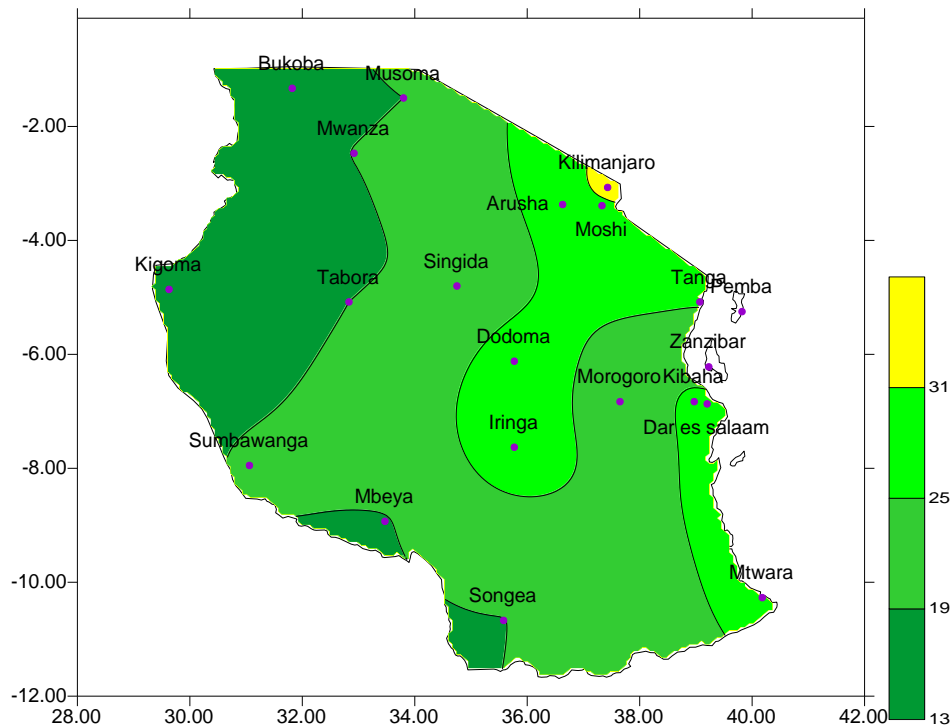 Bukoba
Musoma
-2.00
Mwanza
Kilimanjaro
Arusha
Moshi
-4.00
Kigoma
Tabora
Singida
Tanga
Pemba
Dodoma
Zanzibar
-6.00
Morogoro
Kibaha
31
Iringa
Dar es salaam
Sumbawanga
-8.00
Mbeya
25
-10.00
Mtwara
Songea
19
-12.00
13
28.00 30.00 32.00 34.00 36.00 38.00 40.00 42.00